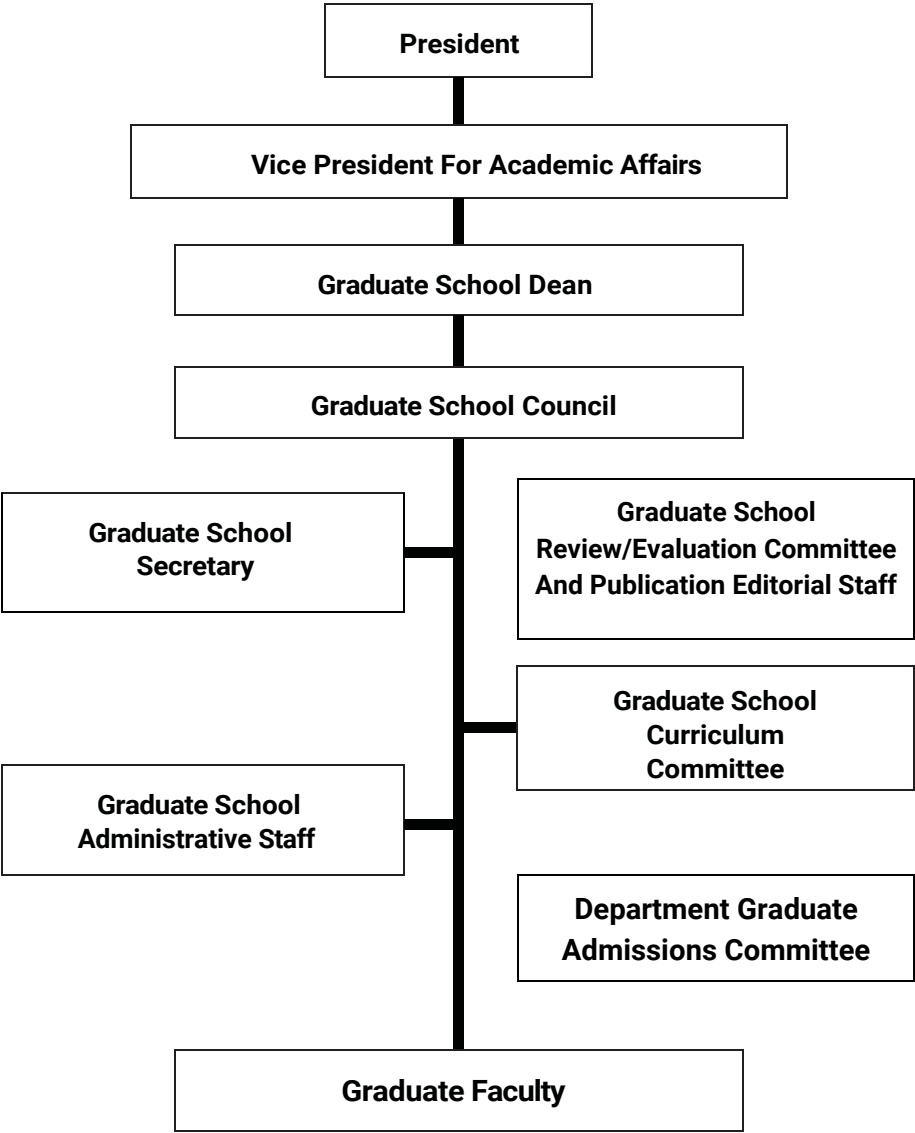 President
Vice President For Academic Affairs
Graduate School Dean
Graduate School Council
Graduate School
Secretary
Graduate School
Review/Evaluation Committee
And Publication Editorial Staff
Graduate School
Curriculum
Committee
Graduate School
Administrative Staff
Department Graduate
Admissions Committee
Graduate Faculty